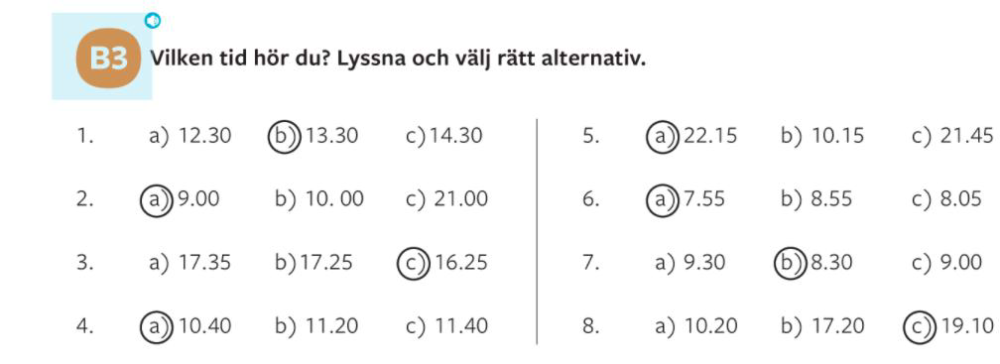 B3 Vilken tid hör du? Lyssna och välj rätt alternativ.
1. a) 12.30 b) 13.30 c) 14.30
2. a) 9.00 b) 10. 00 c) 21.00
3. a) 17.35 b) 17.25 c) 16.25
4. a) 10.40 b) 11.20 c) 11.40
5. a) 22.15 b) 10.15 c) 21.45
6. a) 7.55 b) 8.55 c) 8.05
7. a) 9.30 b) 8.30 c) 9.00
8. a) 10.20 b) 17.20 c) 19.10